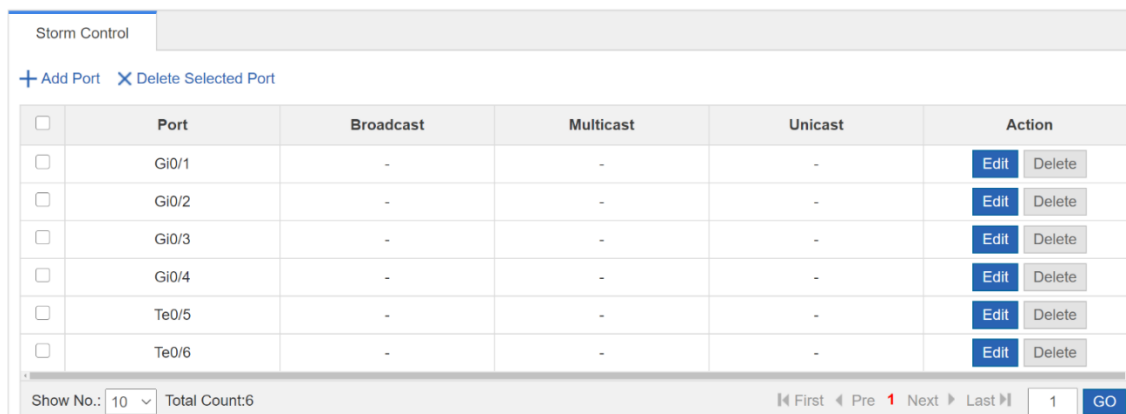 Storm Control
Add Port Delete Selected Port
Port Broadcast Multicast Unicast Action
Gi0/1 - - - Edit Delete
Gi0/2 - - - Edit Delete
Gi0/3 - - - Edit Delete
Gi0/4 - - - Edit Delete
Te0/5 - - - Edit Delete
Te0/6 - - - Edit Delete
Show No.: 10 Total Count:6 First Pre 1 Next Last 1 GO